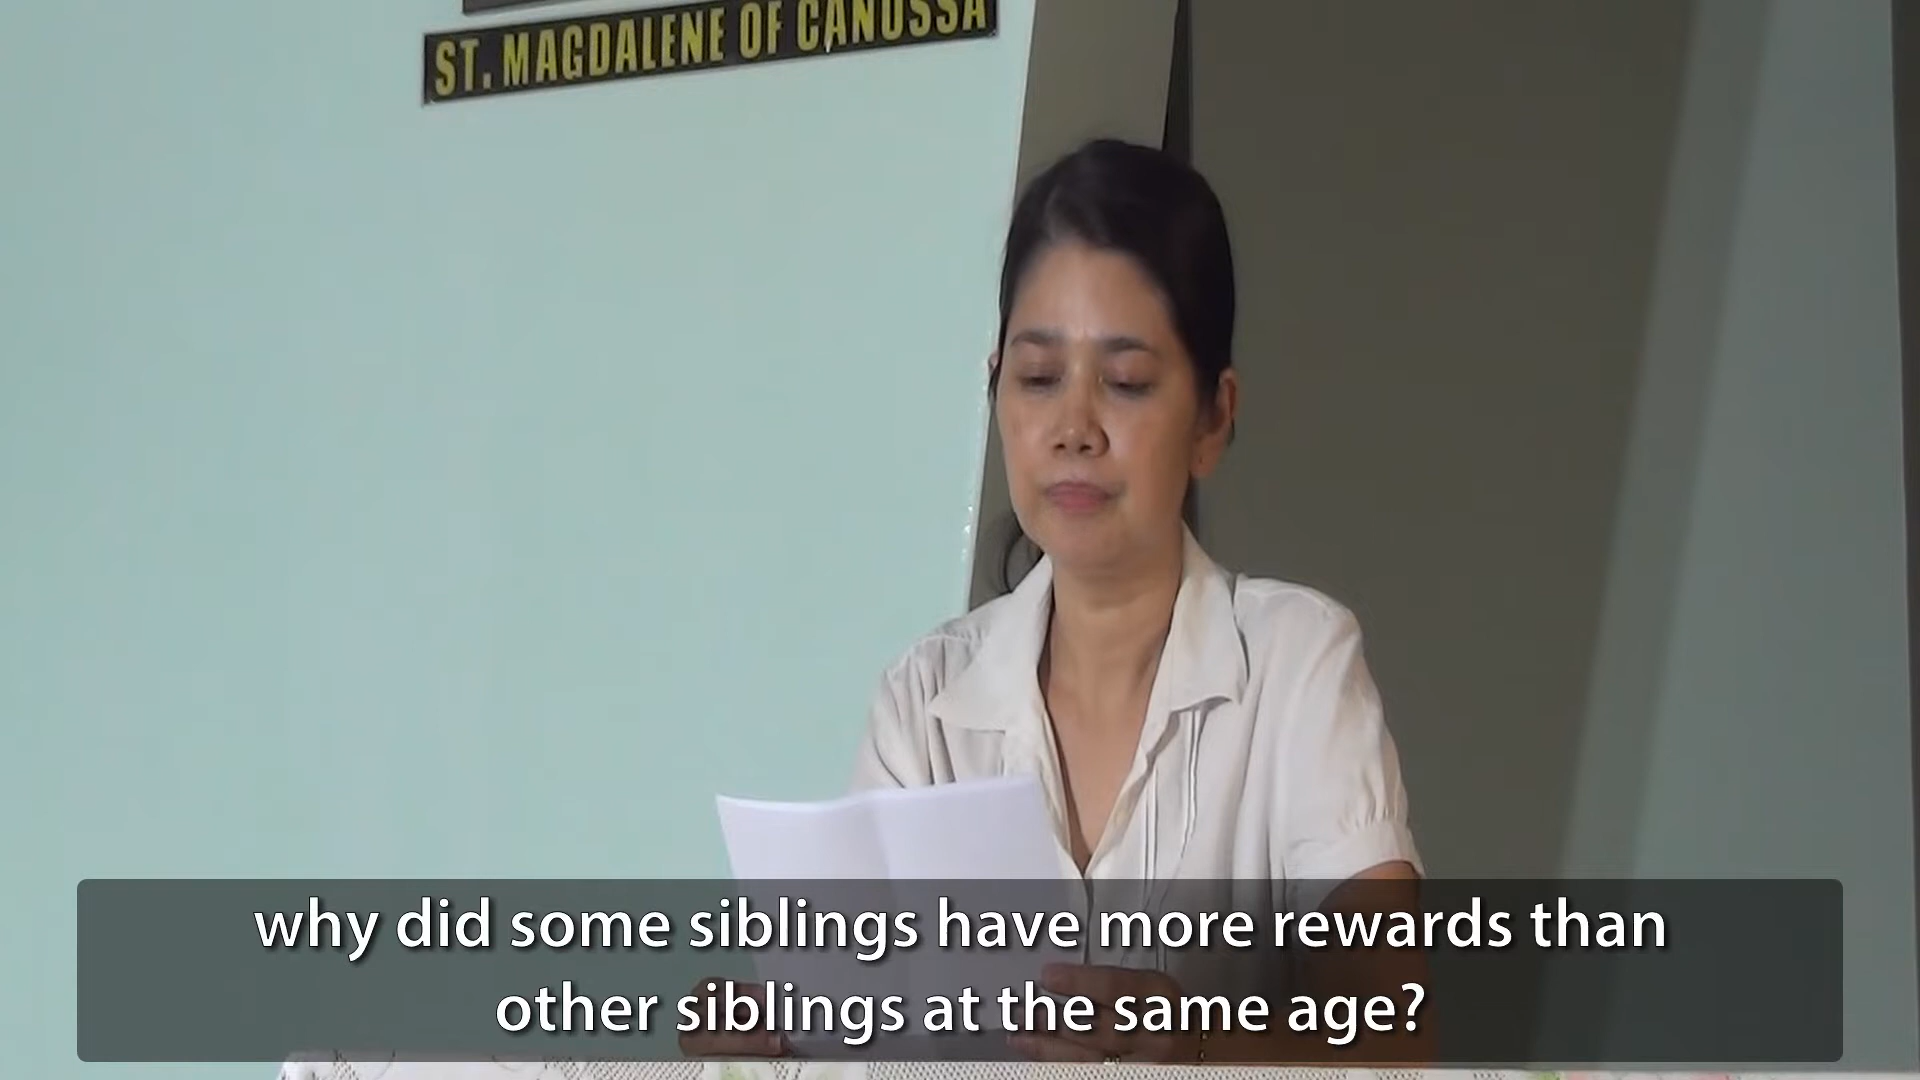 ST. MAGDALENE OF CANOSSA
why did some siblings have more rewards than
other siblings at the same age?